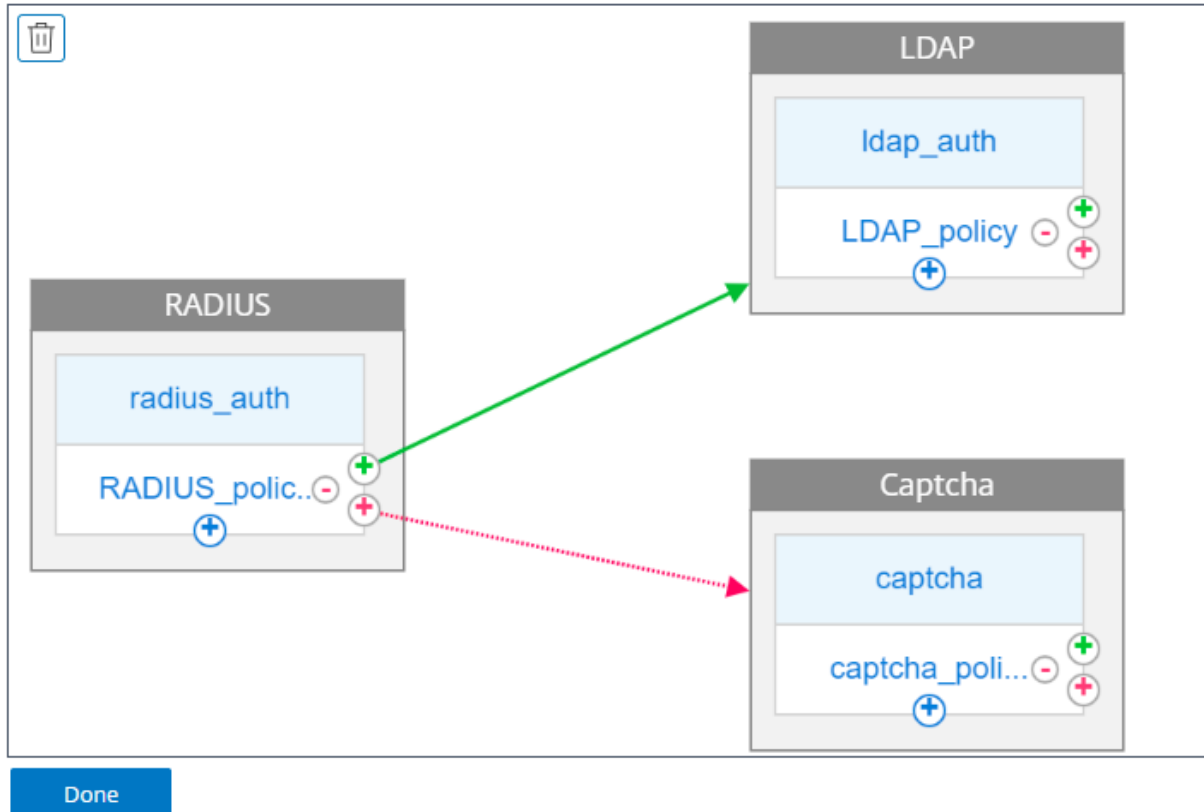 LDAP
ldap_auth
LDAP_policy
RADIUS
radius_auth
RADIUS_polic..
Captcha
captcha
captcha_poli...
Done